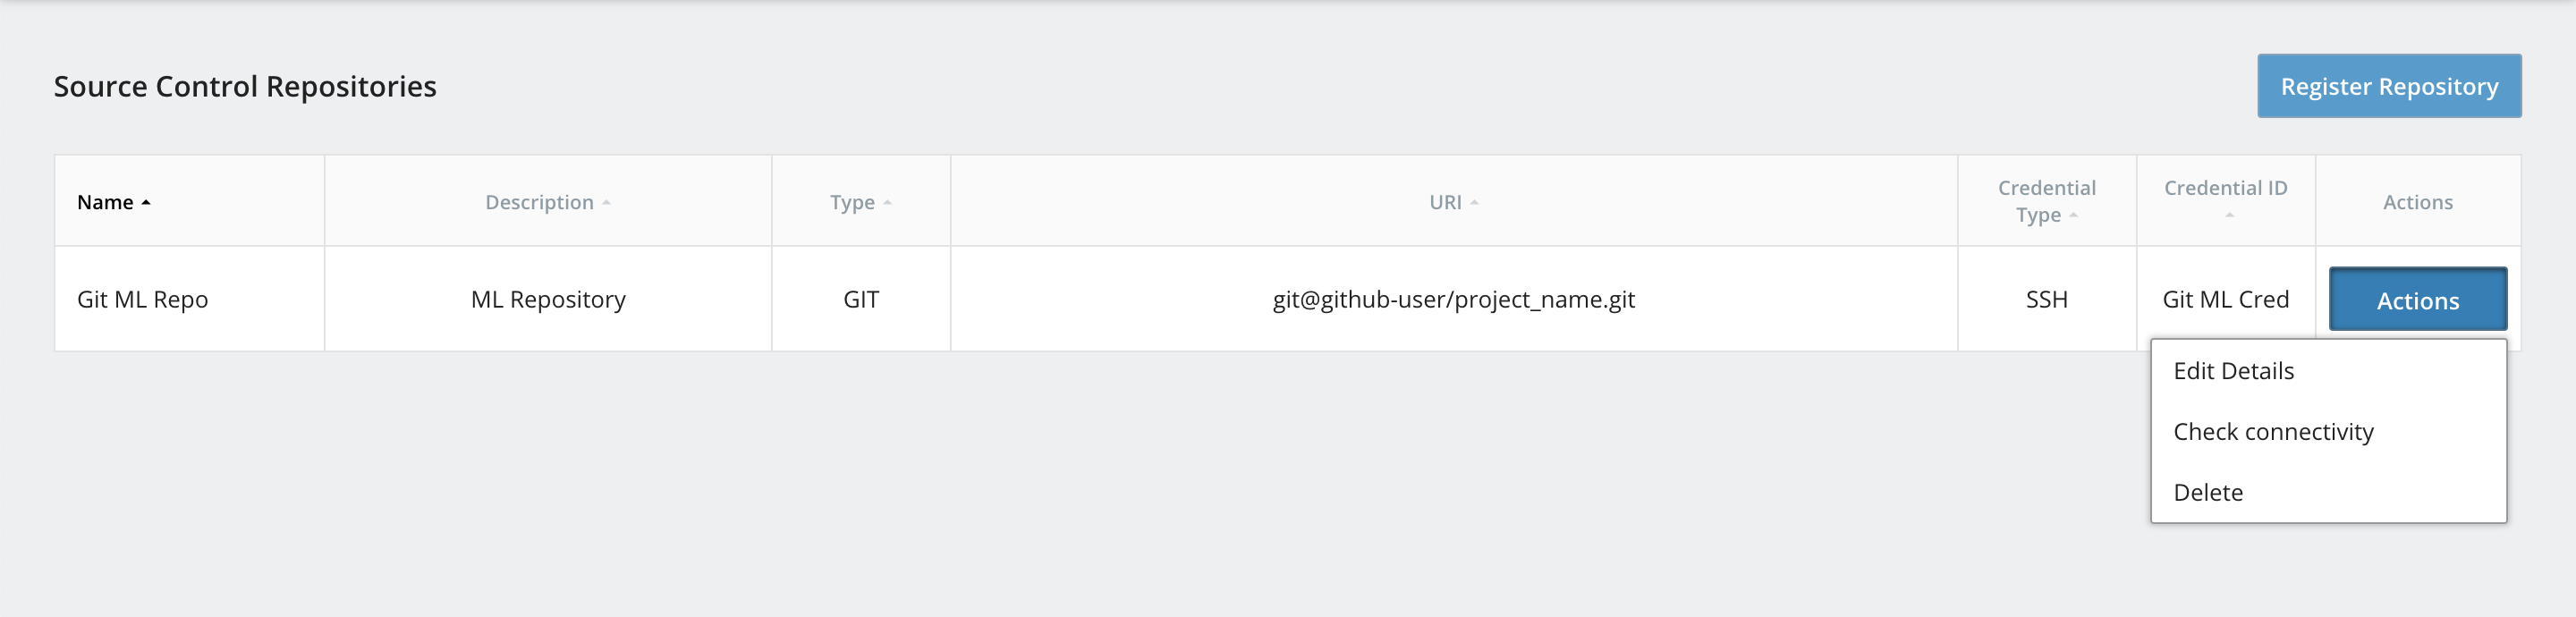 Source Control Repositories
Register Repository
Name
Description
Type
URI
Credential
Type
Credential ID
Actions
Git ML Repo
ML Repository
GIT
git@github-user/project_name.git
SSH
Git ML Cred
Actions
Edit Details
Check connectivity
Delete